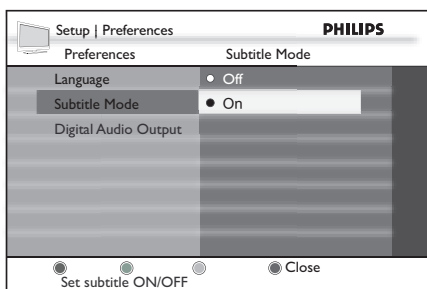 Setup | Preferences PHILIPS
Preferences Subtitle Mode
Language Off
Subtitle Mode On
Digital Audio Output
Close
Set subtitle ON/OFF